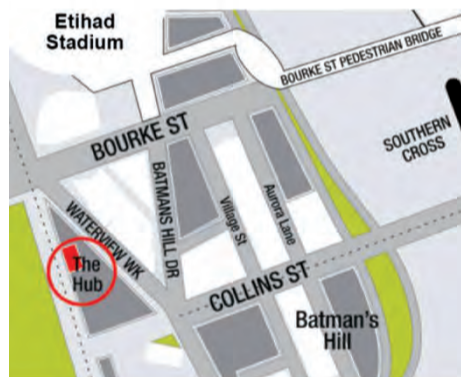 Etihad
Stadium
BOURKE ST PEDESTRIAN BRIDGE
BOURKE ST
SOUTHERN
CROSS
BATMANS HILL DR
Village St
Aurora Lane
WATERVIEW WK
The
Hub
COLLINS ST
Batman's
Hill